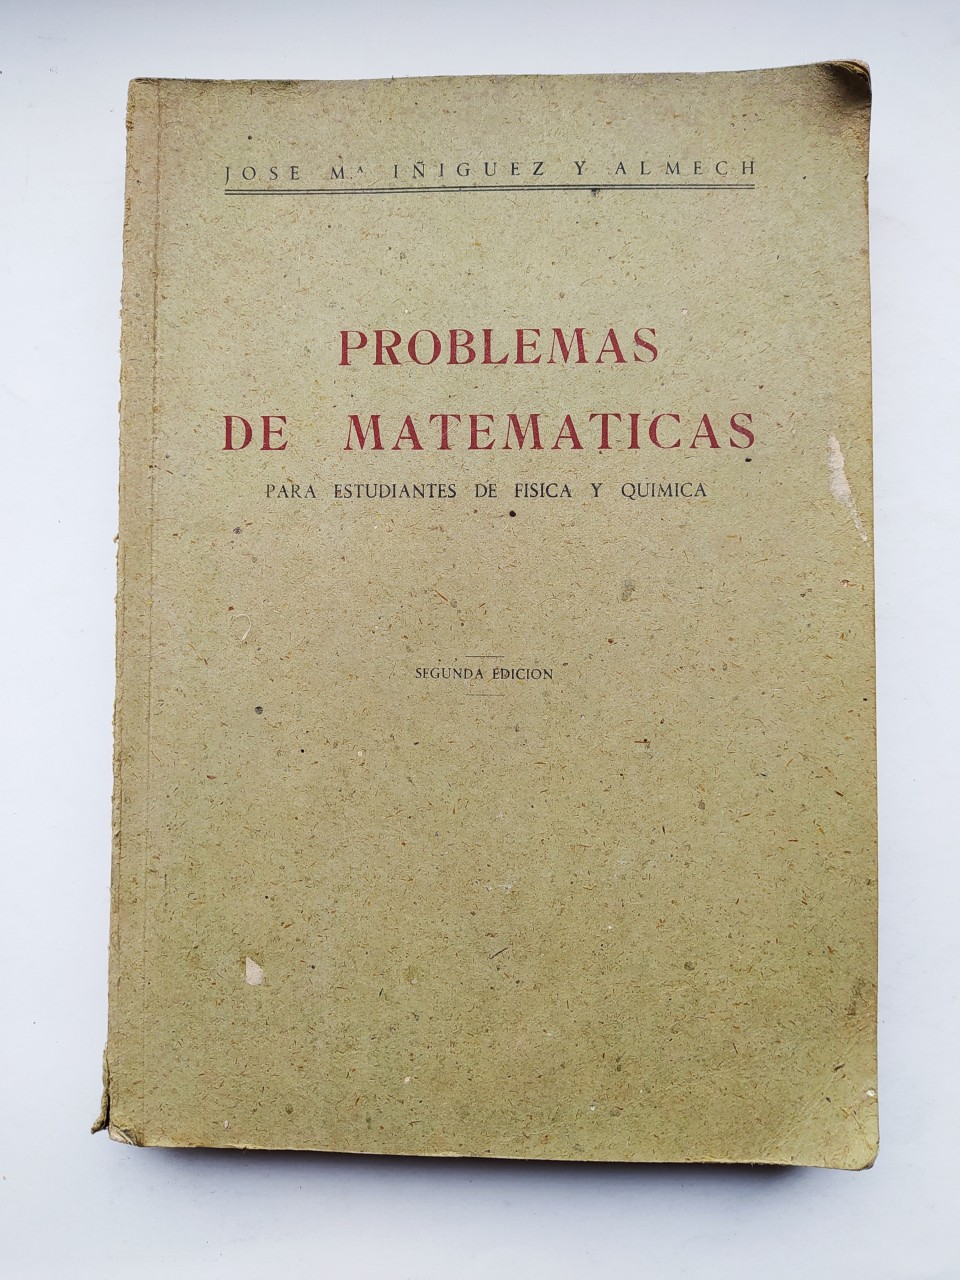 JOSE Mª IÑIGUEZ Y ALMECH
PROBLEMAS
DE MATEMATICAS
PARA ESTUDIANTES DE FISICA Y QUIMICA
SEGUNDA EDICION